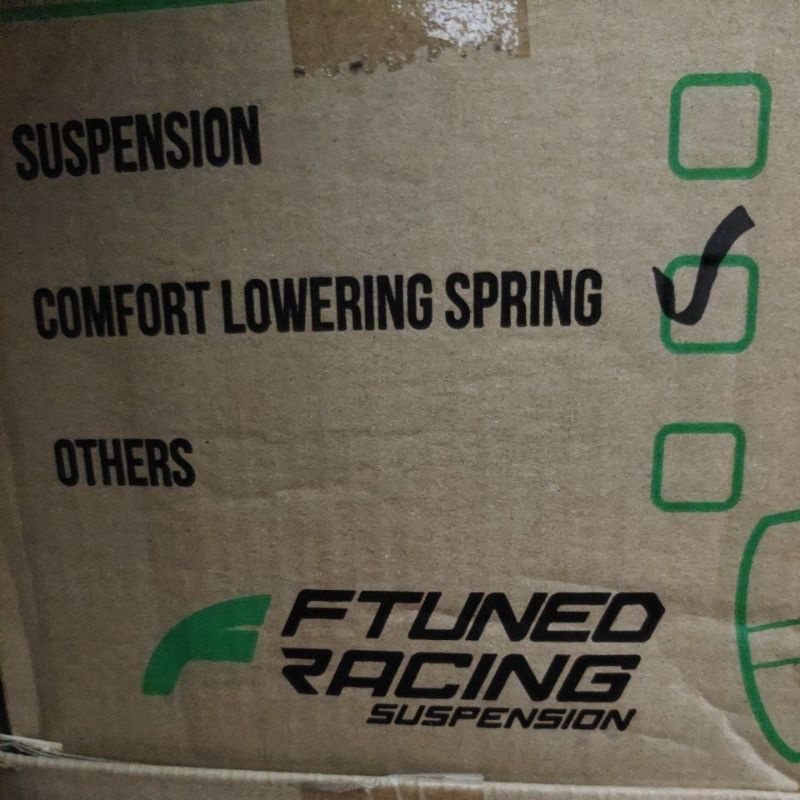 SUSPENSION
COMFORT LOWERING SPRING
OTHERS
FTUNED
RACING
SUSPENSION